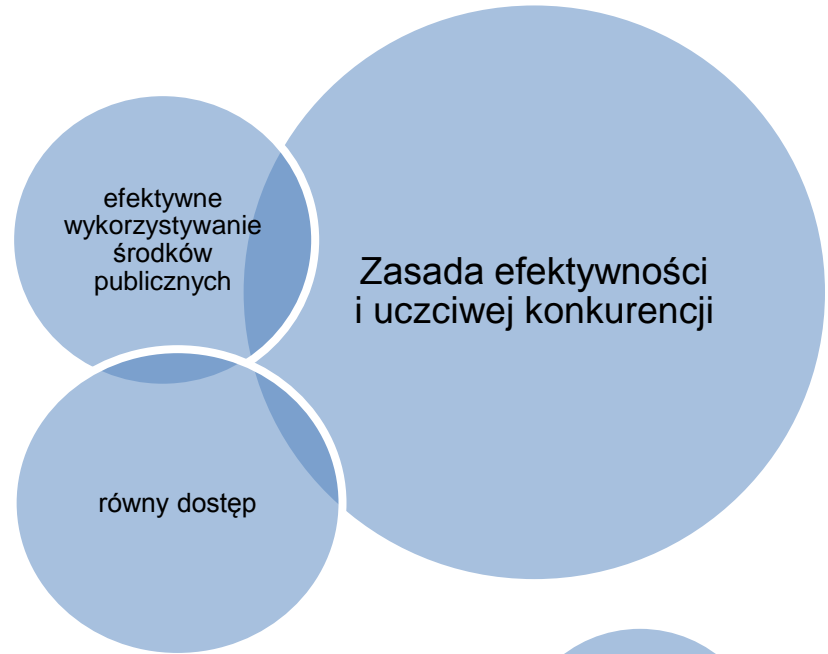 efektywne
wykorzystywanie
środków
publicznych
Zasada efektywności
i uczciwej konkurencji
równy dostęp